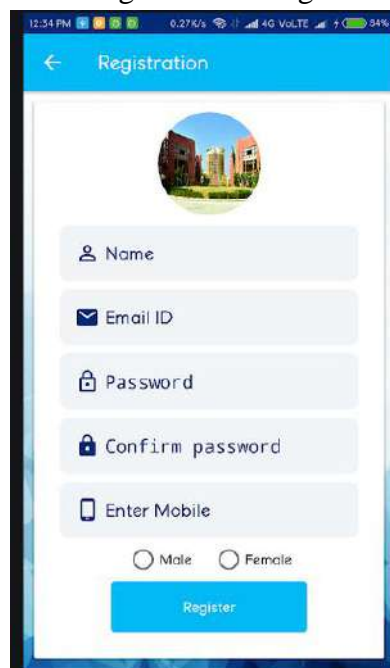 12:54 PM 0.27K/s 4G VoLTE 84%
Registration
Name
Email ID
Password
Confirm password
Enter Mobile
Male Female
Register